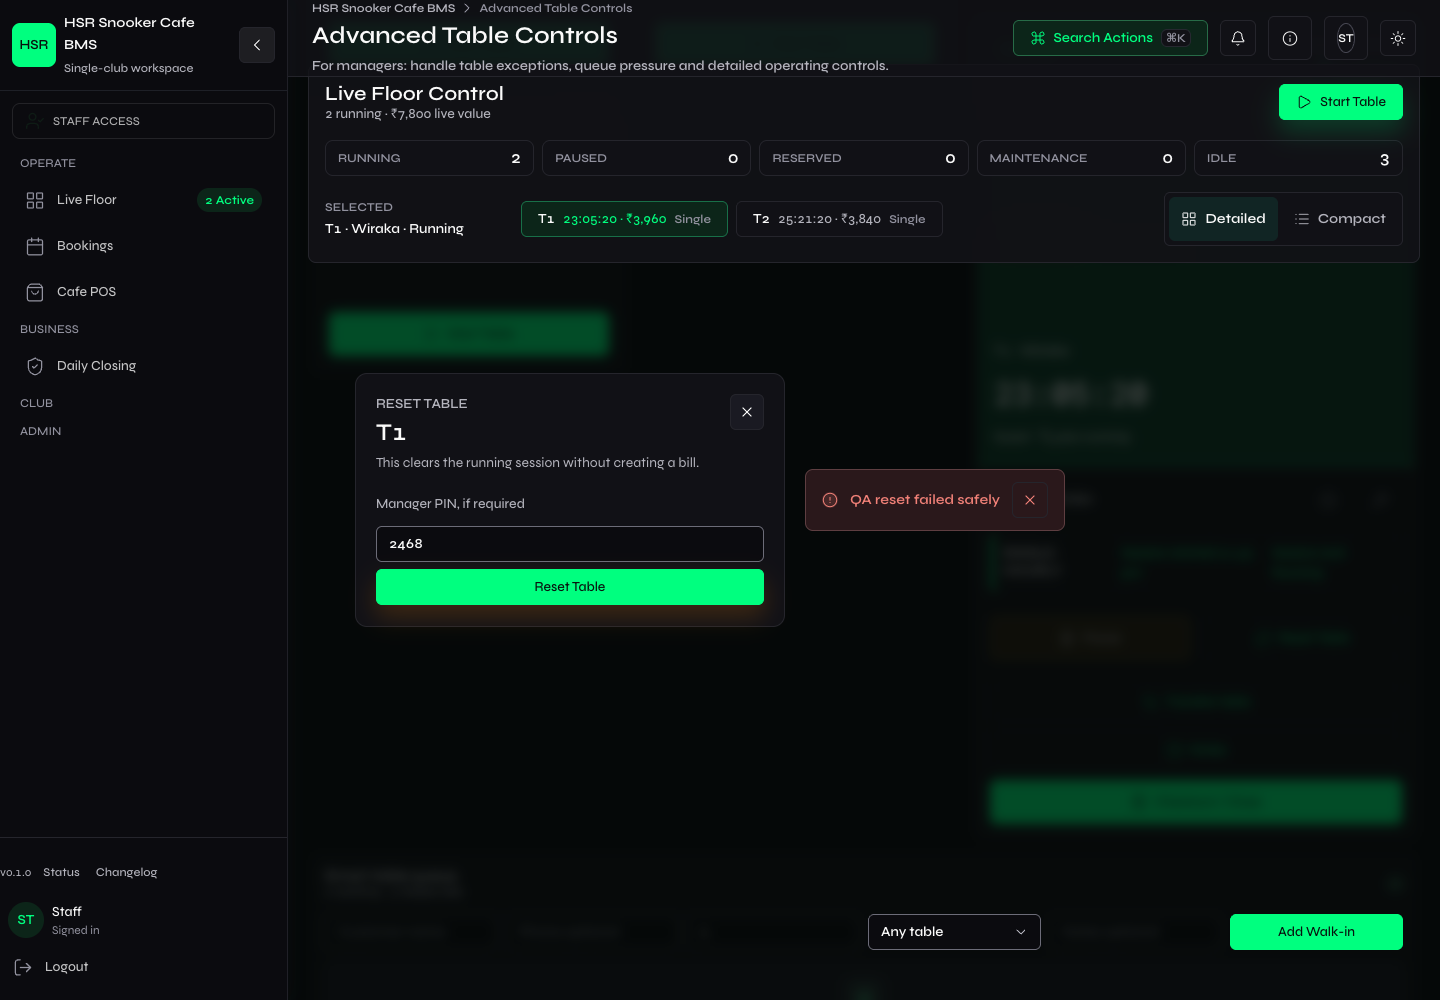 HSR
HSR Snooker Cafe
BMS
Single-club workspace
STAFF ACCESS
OPERATE
Live Floor
2 Active
Bookings
Cafe POS
BUSINESS
Daily Closing
CLUB
ADMIN
v0.1.0
Status
Changelog
ST
Staff
Signed in
Logout
HSR Snooker Cafe BMS
Advanced Table Controls
Advanced Table Controls
For managers: handle table exceptions, queue pressure and detailed operating controls.
Search Actions
⌘K
ST
Live Floor Control
2 running · ₹7,800 live value
Start Table
RUNNING 2
PAUSED 0
RESERVED 0
MAINTENANCE 0
IDLE 3
SELECTED
T1 · Wiraka · Running
T1 23:05:20 · ₹3,960 Single
T2 25:21:20 · ₹3,840 Single
Detailed
Compact
23:05:20
RESET TABLE
T1
This clears the running session without creating a bill.
Manager PIN, if required
2468
Reset Table
QA reset failed safely
Any table
Add Walk-in